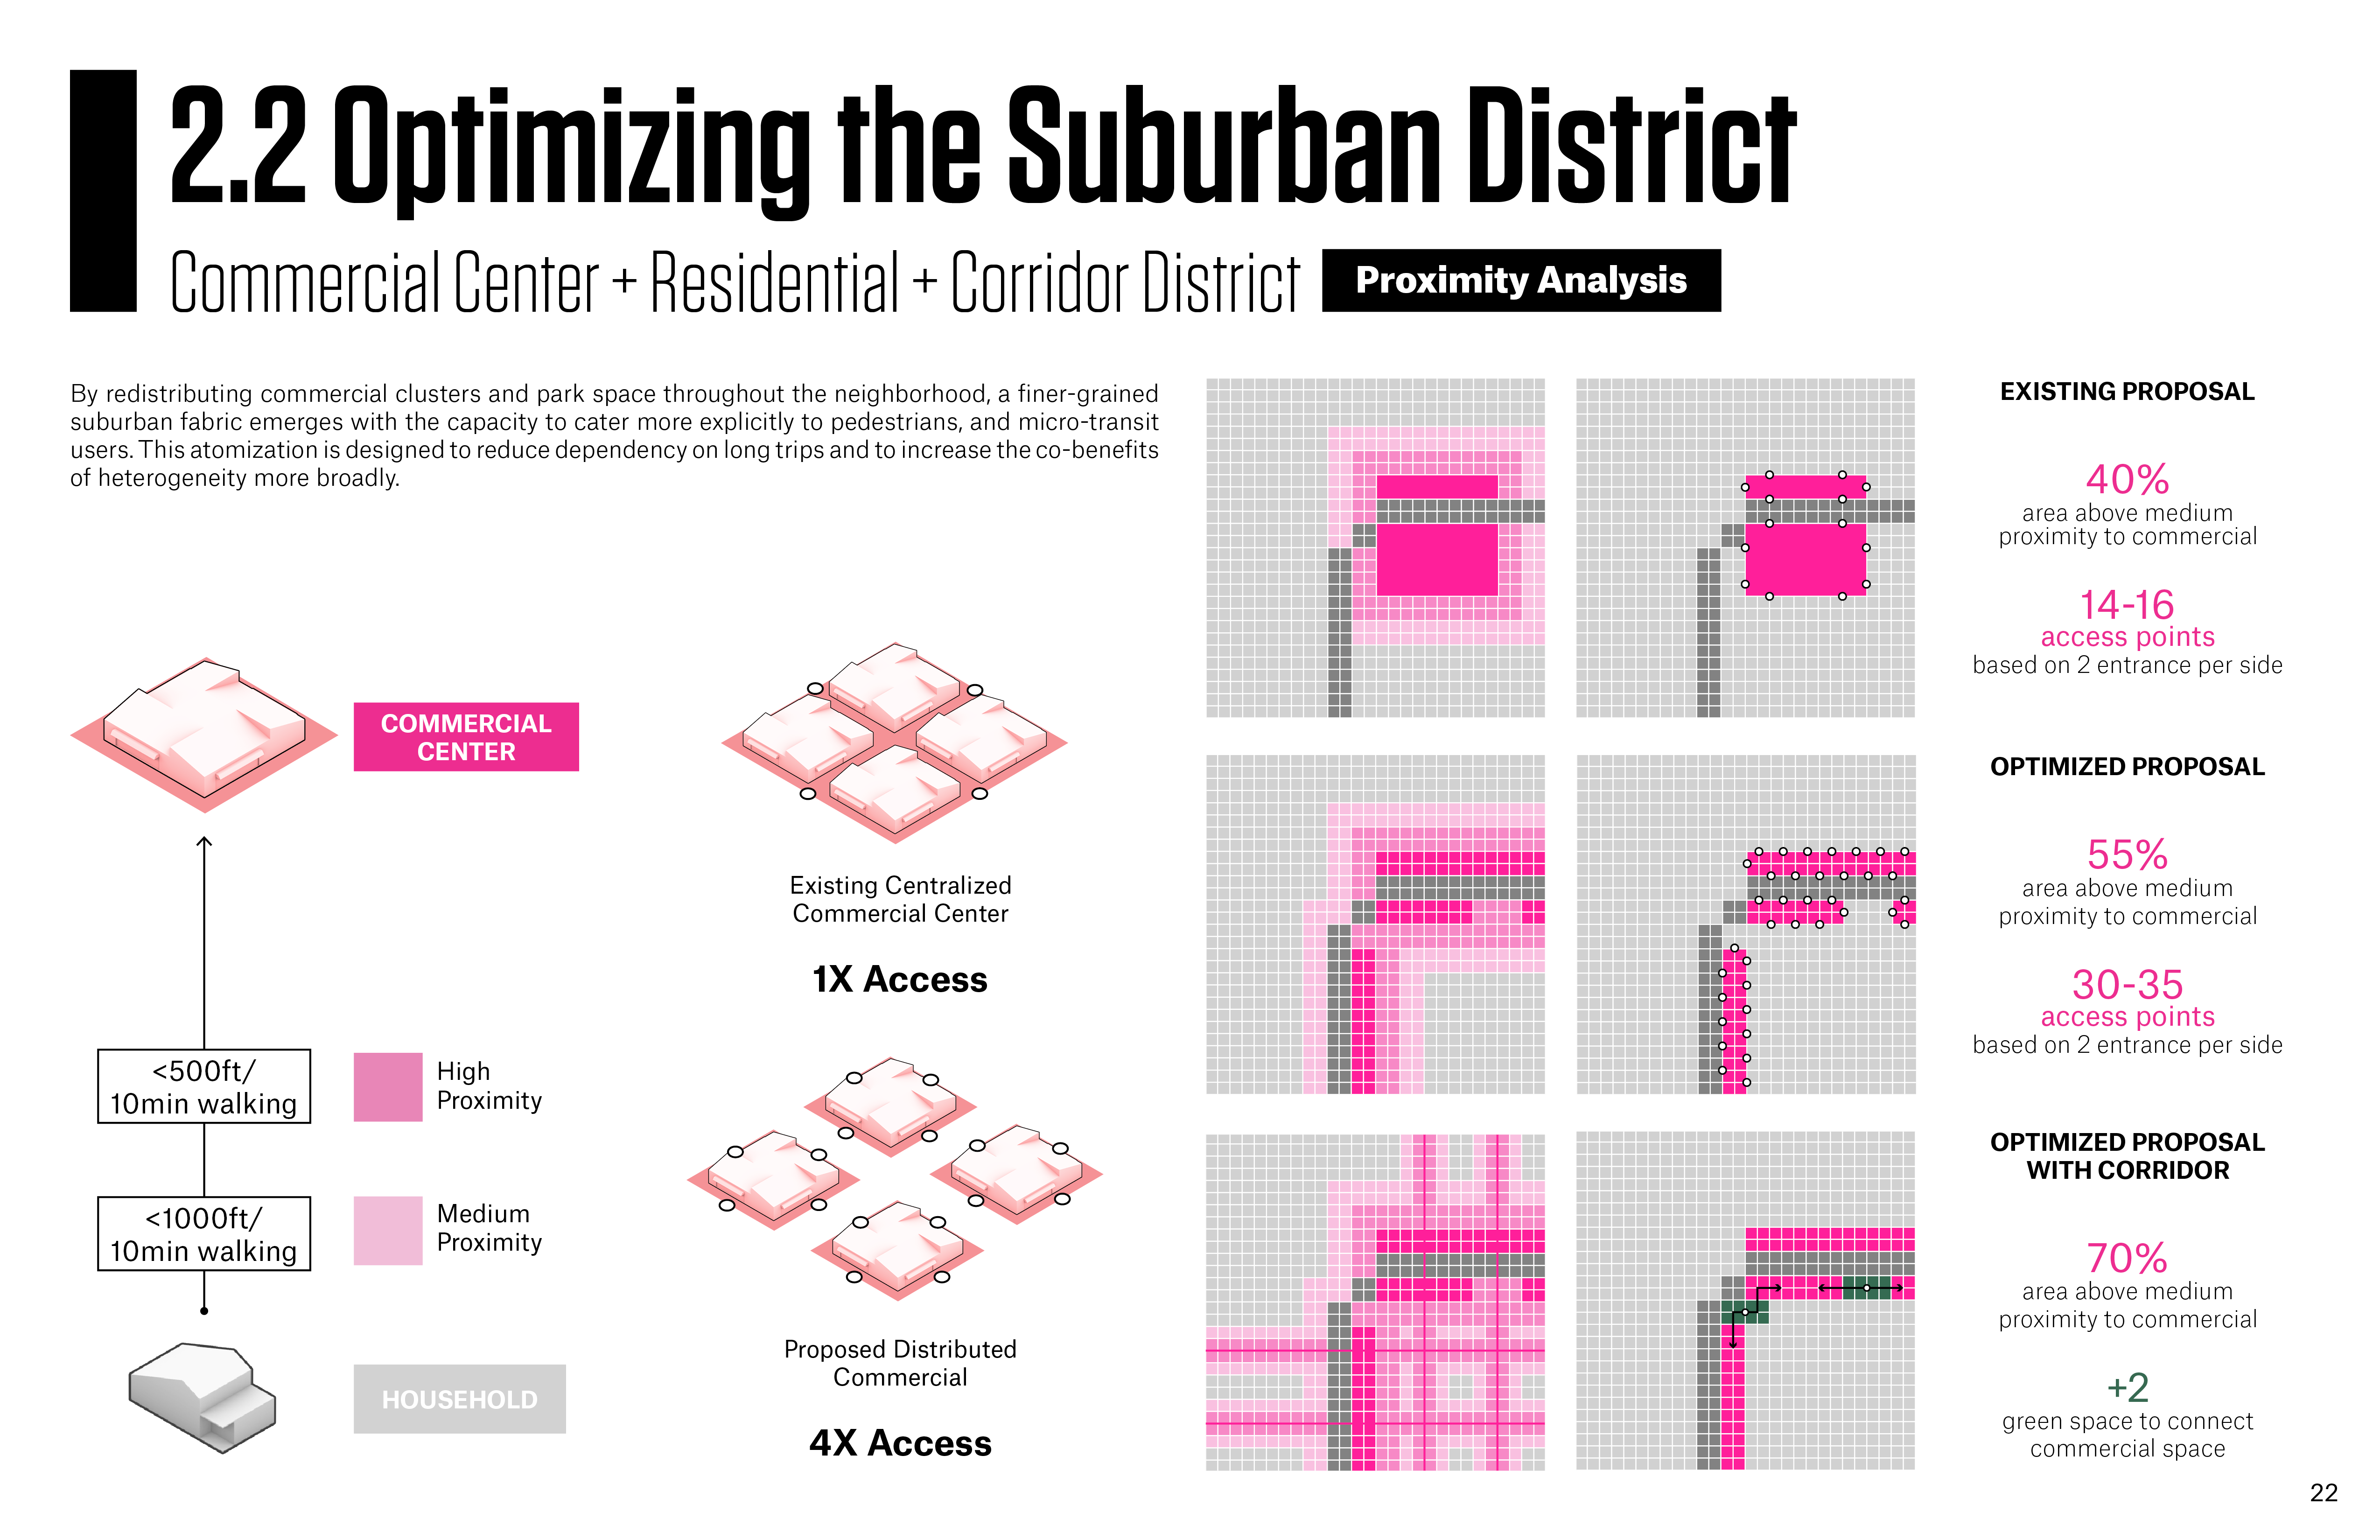 2.2 Optimizing the Suburban District
Commercial Center + Residential + Corridor District
Proximity Analysis
By redistributing commercial clusters and park space throughout the neighborhood, a finer-grained
suburban fabric emerges with the capacity to cater more explicitly to pedestrians, and micro-transit
users. This atomization is designed to reduce dependency on long trips and to increase the co-benefits
of heterogeneity more broadly.
COMMERCIAL
CENTER
<500ft/
10min walking
High
Proximity
<1000ft/
10min walking
Medium
Proximity
HOUSEHOLD
Existing Centralized
Commercial Center
1X Access
Proposed Distributed
Commercial
4X Access
EXISTING PROPOSAL
40%
area above medium
proximity to commercial
14-16
access points
based on 2 entrance per side
OPTIMIZED PROPOSAL
55%
area above medium
proximity to commercial
30-35
access points
based on 2 entrance per side
OPTIMIZED PROPOSAL
WITH CORRIDOR
70%
area above medium
proximity to commercial
+2
green space to connect
commercial space
22